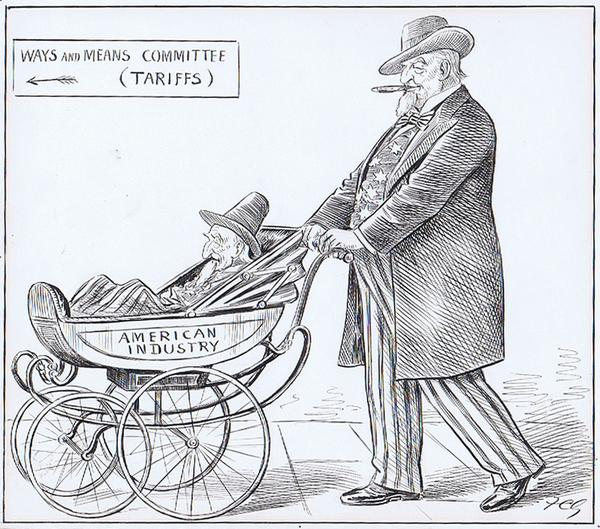 WAYS AND MEANS COMMITTEE
(TARIFFS)
AMERICAN
INDUSTRY